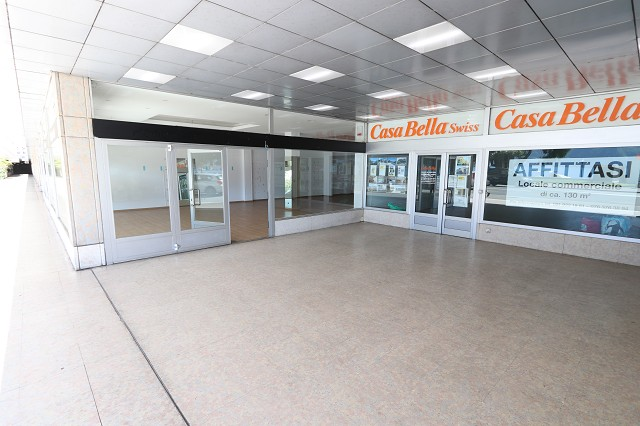 Casa Bella Swiss
Casa Bella
AFFITTASI
Locale commerciale
di ca. 130 m²